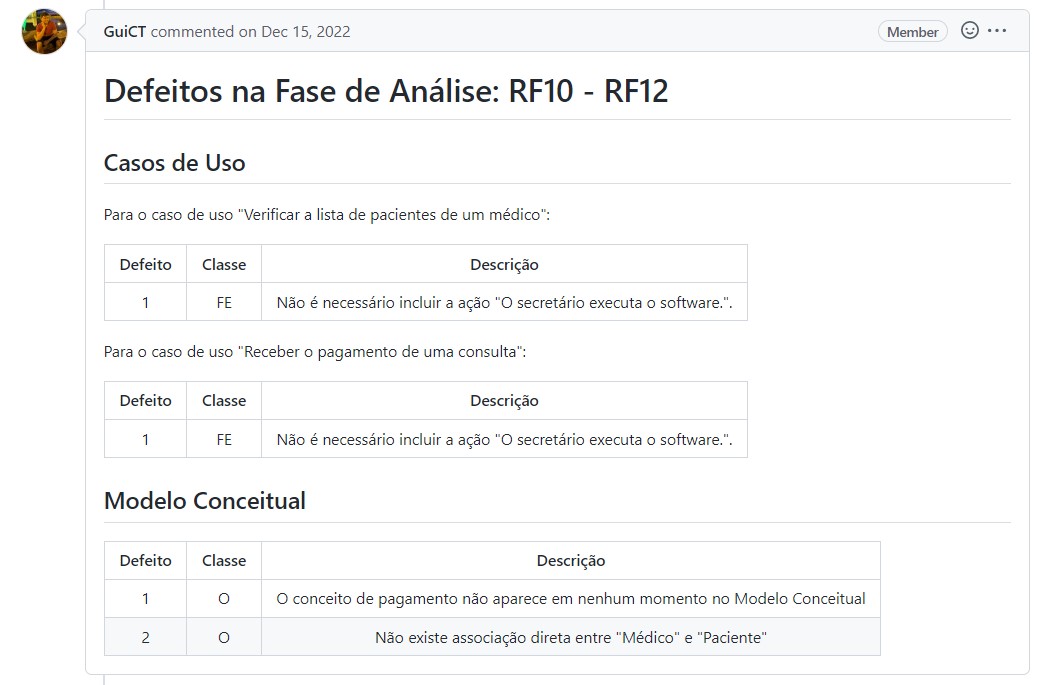 GuiCT commented on Dec 15, 2022
Member
Defeitos na Fase de Análise: RF10 - RF12
Casos de Uso
Para o caso de uso "Verificar a lista de pacientes de um médico":
Defeito Classe Descrição
1 FE Não é necessário incluir a ação "O secretário executa o software.".
Para o caso de uso "Receber o pagamento de uma consulta":
Defeito Classe Descrição
1 FE Não é necessário incluir a ação "O secretário executa o software.".
Modelo Conceitual
Defeito Classe Descrição
1 O O conceito de pagamento não aparece em nenhum momento no Modelo Conceitual
2 O Não existe associação direta entre "Médico" e "Paciente"